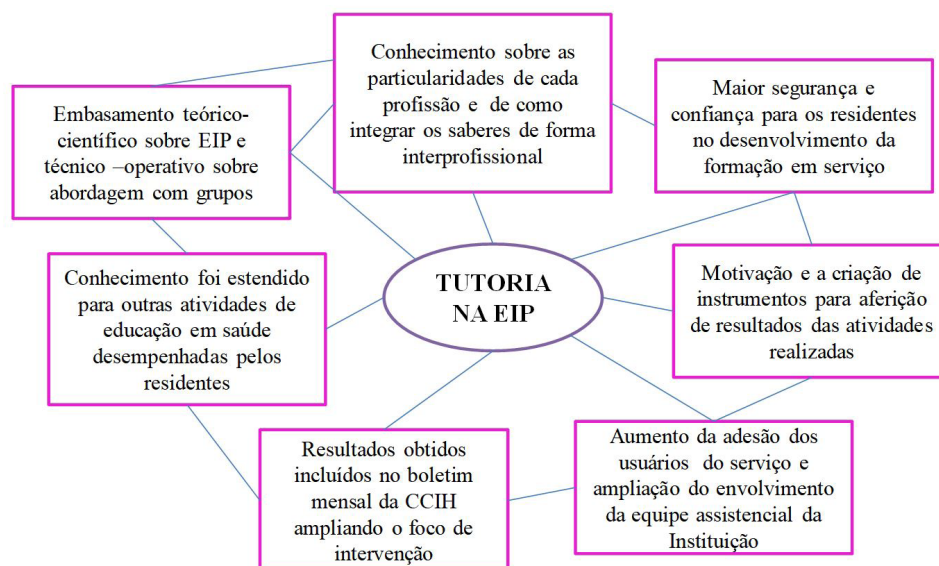 Conhecimento sobre as
particularidades de cada
profissão e de como
integrar os saberes de forma
interprofissional
Embasamento teórico-
científico sobre EIP e
técnico –operativo sobre
abordagem com grupos
Maior segurança e
confiança para os residentes
no desenvolvimento da
formação em serviço
TUTORIA
NA EIP
Conhecimento foi estendido
para outras atividades de
educação em saúde
desempenhadas pelos
residentes
Motivação e a criação de
instrumentos para aferição
de resultados das atividades
realizadas
Resultados obtidos
incluídos no boletim
mensal da CCIH
ampliando o foco de
intervenção
Aumento da adesão dos
usuários do serviço e
ampliação do envolvimento
da equipe assistencial da
Instituição